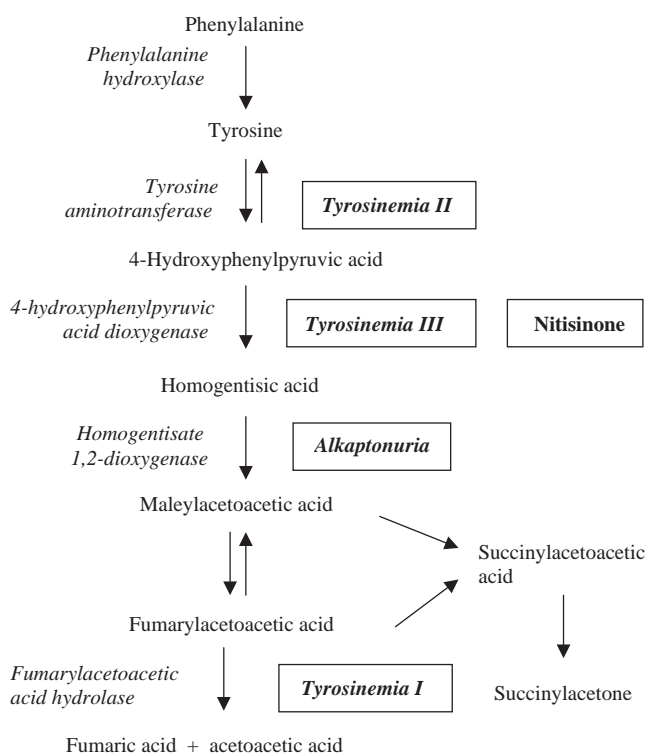 Phenylalanine
Phenylalanine
hydroxylase
Tyrosine
Tyrosine
aminotransferase
Tyrosinemia II
4-Hydroxyphenylpyruvic acid
4-hydroxyphenylpyruvic
acid dioxygenase
Tyrosinemia III
Nitisinone
Homogentisic acid
Homogentisate
1,2-dioxygenase
Alkaptonuria
Maleylacetoacetic acid
Succinylacetoacetic
acid
Fumarylacetoacetic acid
Fumarylacetoacetic
acid hydrolase
Tyrosinemia I
Succinylacetone
Fumaric acid + acetoacetic acid